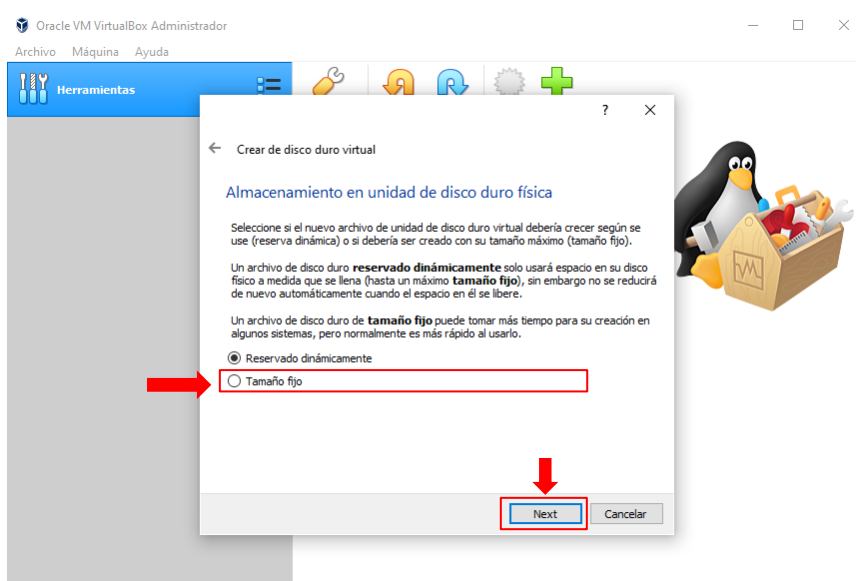 Oracle VM VirtualBox Administrador
Archivo Máquina Ayuda
Herramientas
?
Crear de disco duro virtual
Almacenamiento en unidad de disco duro física
Seleccione si el nuevo archivo de unidad de disco duro virtual debería crecer según se
use (reserva dinámica) o si debería ser creado con su tamaño máximo (tamaño fijo).
Un archivo de disco duro reservado dinámicamente solo usará espacio en su disco
físico a medida que se llena (hasta un máximo tamaño fijo), sin embargo no se reducirá
de nuevo automáticamente cuando el espacio en él se libere.
Un archivo de disco duro de tamaño fijo puede tomar más tiempo para su creación en
algunos sistemas, pero normalmente es más rápido al usarlo.
Reservado dinámicamente
Tamaño fijo
Next Cancelar